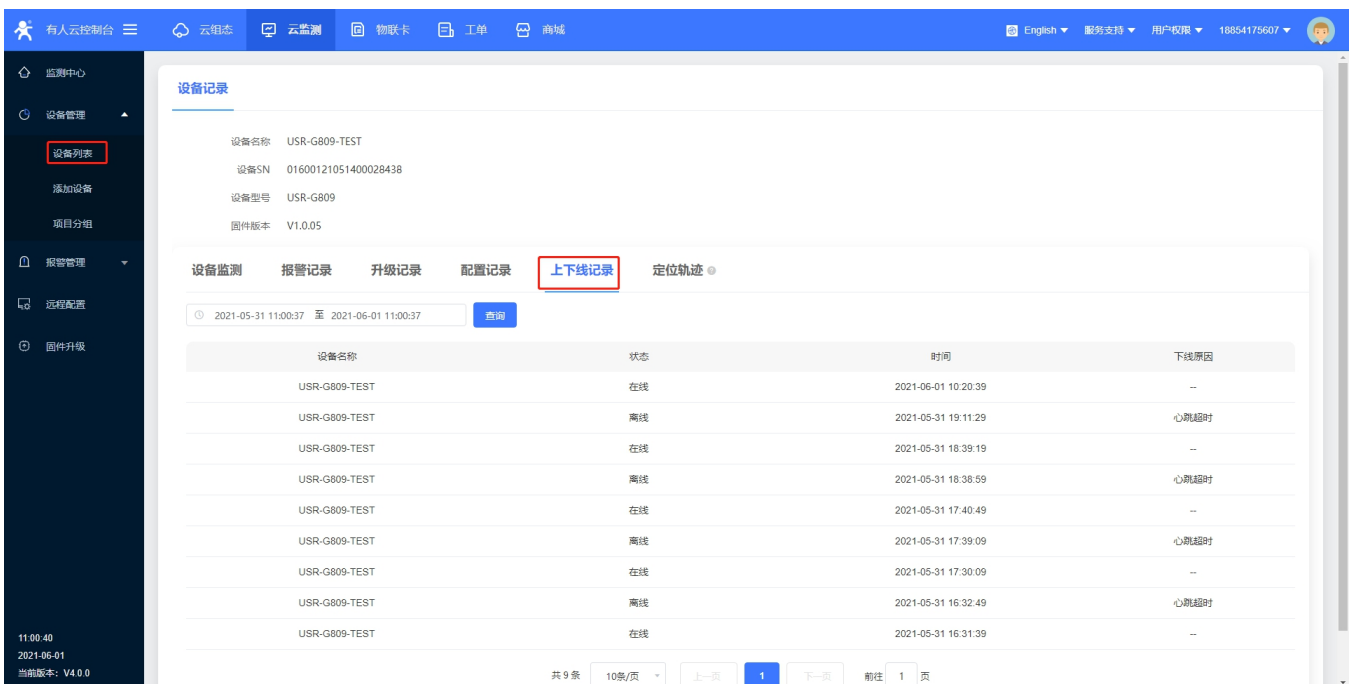 有人云控制台 云组态 云监测 物联卡 工单 商城 English 服务支持 用户权限 18854175607
监测中心
设备管理
设备列表
添加设备
项目分组
报警管理
远程配置
固件升级
11:00:40
2021-06-01
当前版本：V4.0.0
设备记录
设备名称 USR-G809-TEST
设备SN 01600121051400028438
设备型号 USR-G809
固件版本 V1.0.05
设备监测 报警记录 升级记录 配置记录 上下线记录 定位轨迹
2021-05-31 11:00:37 至 2021-06-01 11:00:37 查询
设备名称 状态 时间 下线原因
USR-G809-TEST 在线 2021-06-01 10:20:39 --
USR-G809-TEST 离线 2021-05-31 19:11:29 心跳超时
USR-G809-TEST 在线 2021-05-31 18:39:19 --
USR-G809-TEST 离线 2021-05-31 18:38:59 心跳超时
USR-G809-TEST 在线 2021-05-31 17:40:49 --
USR-G809-TEST 离线 2021-05-31 17:39:09 心跳超时
USR-G809-TEST 在线 2021-05-31 17:30:09 --
USR-G809-TEST 离线 2021-05-31 16:32:49 心跳超时
USR-G809-TEST 在线 2021-05-31 16:31:39 --
共 9 条 10条/页 上一页 1 下一页 前往 1 页